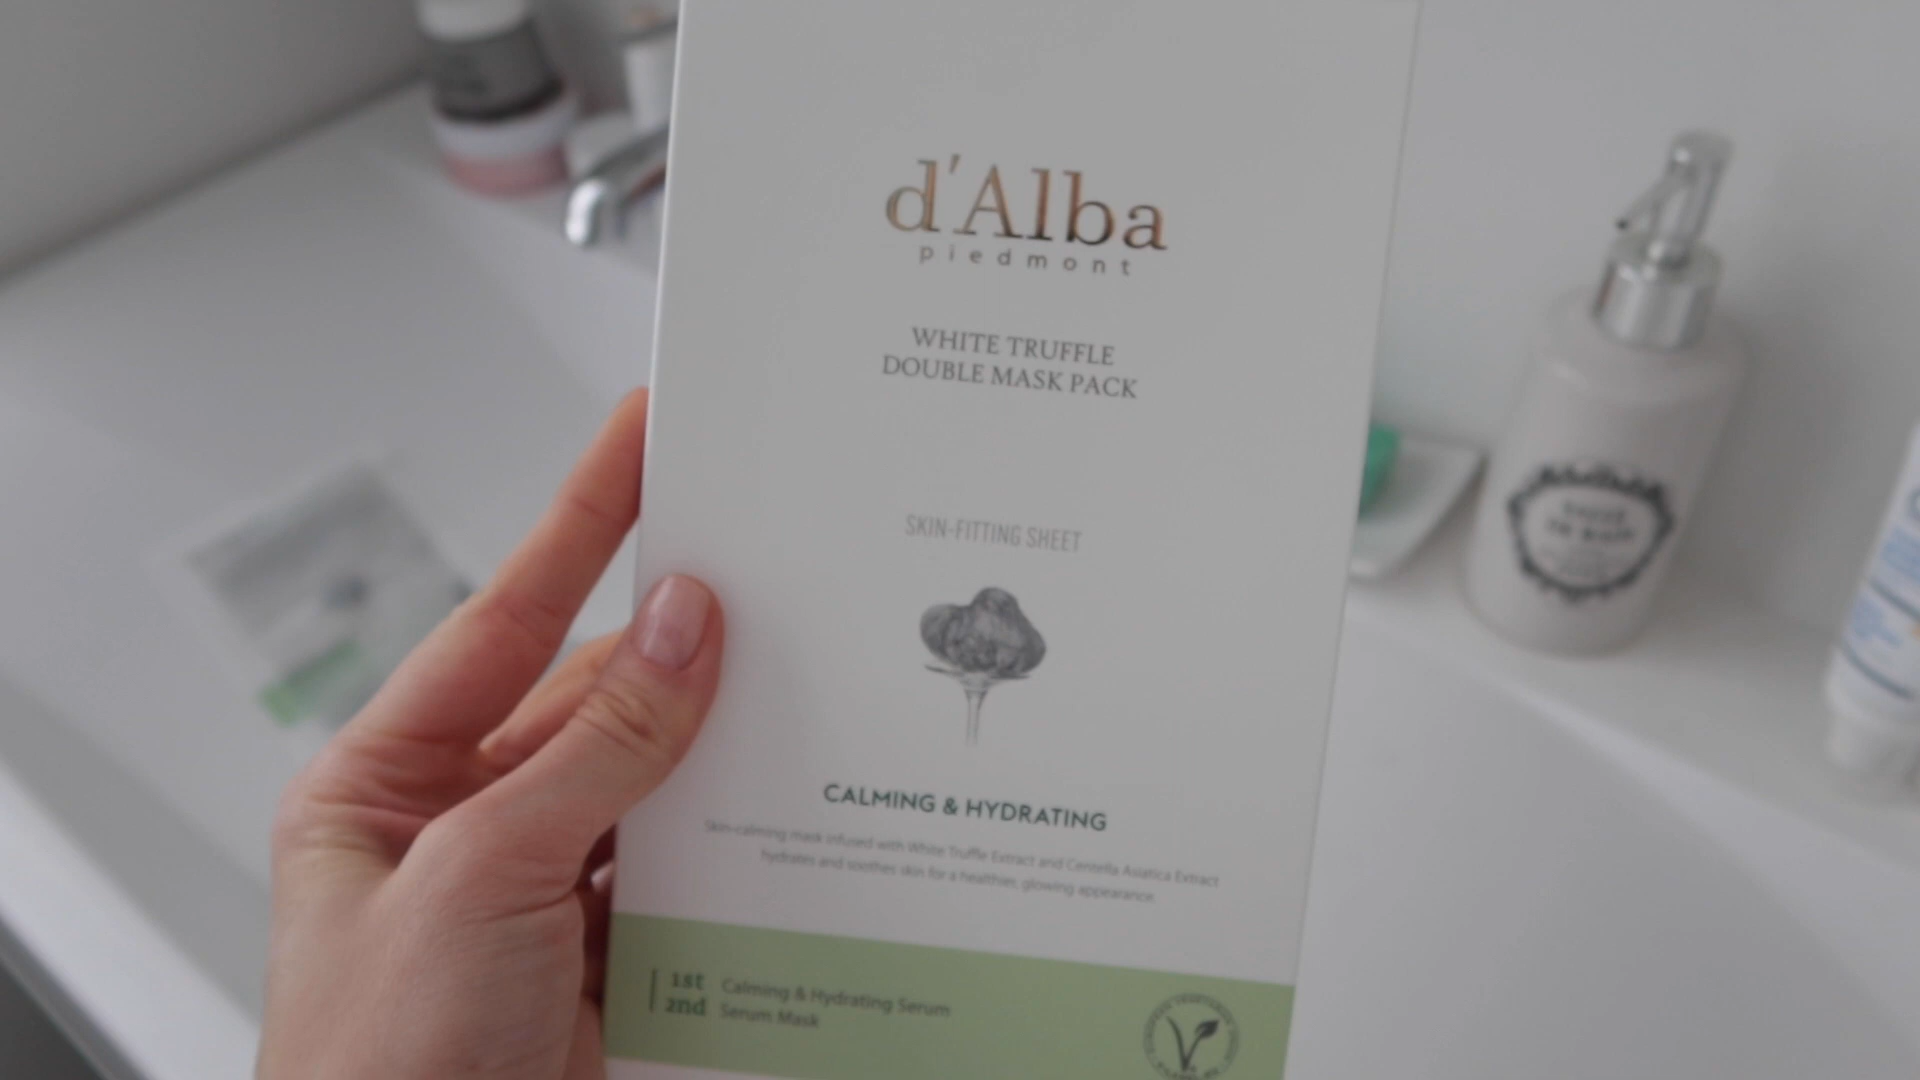 d'Alba
piedmont
WHITE TRUFFLE
DOUBLE MASK PACK
SKIN-FITTING SHEET
CALMING & HYDRATING
Skin-calming mask infused with White Truffle Extract and Centella Asiatica Extract
hydrates and soothes skin for a healthier, glowing appearance.
1st Calming & Hydrating Serum
2nd Serum Mask